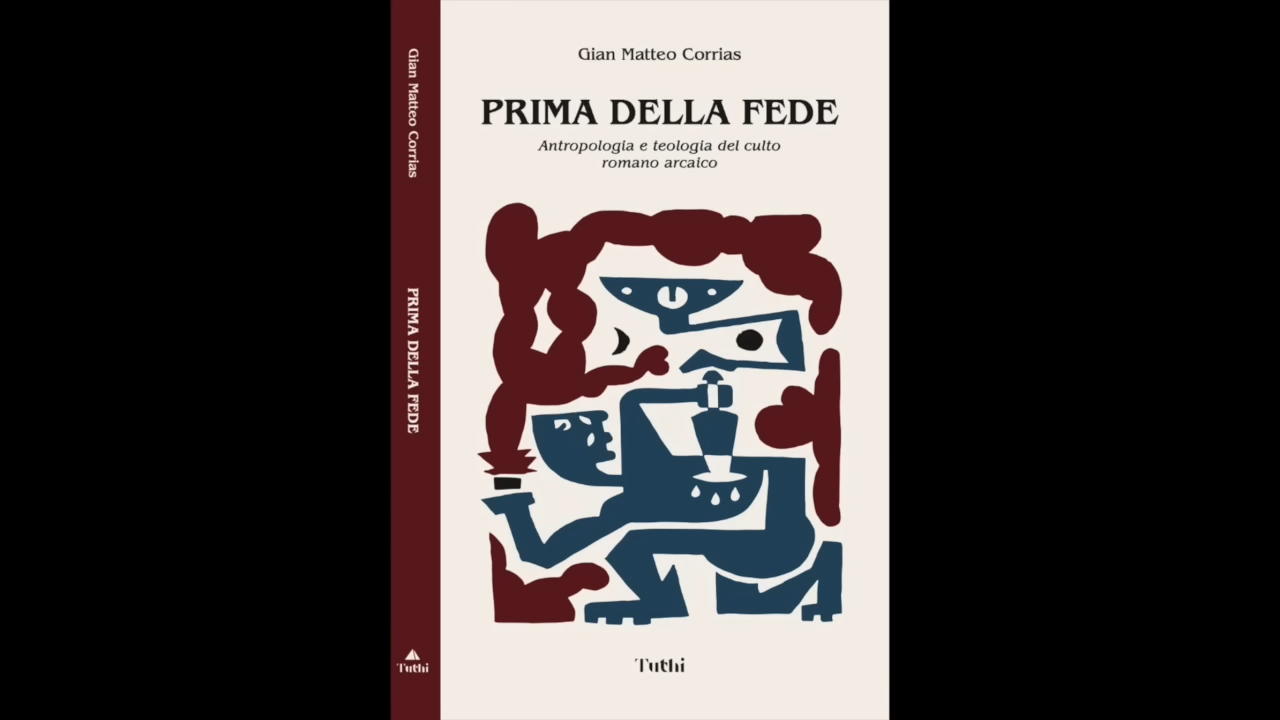 Gian Matteo Corrias
PRIMA DELLA FEDE
Tuthi
Gian Matteo Corrias
PRIMA DELLA FEDE
Antropologia e teologia del culto
romano arcaico
Tuthi